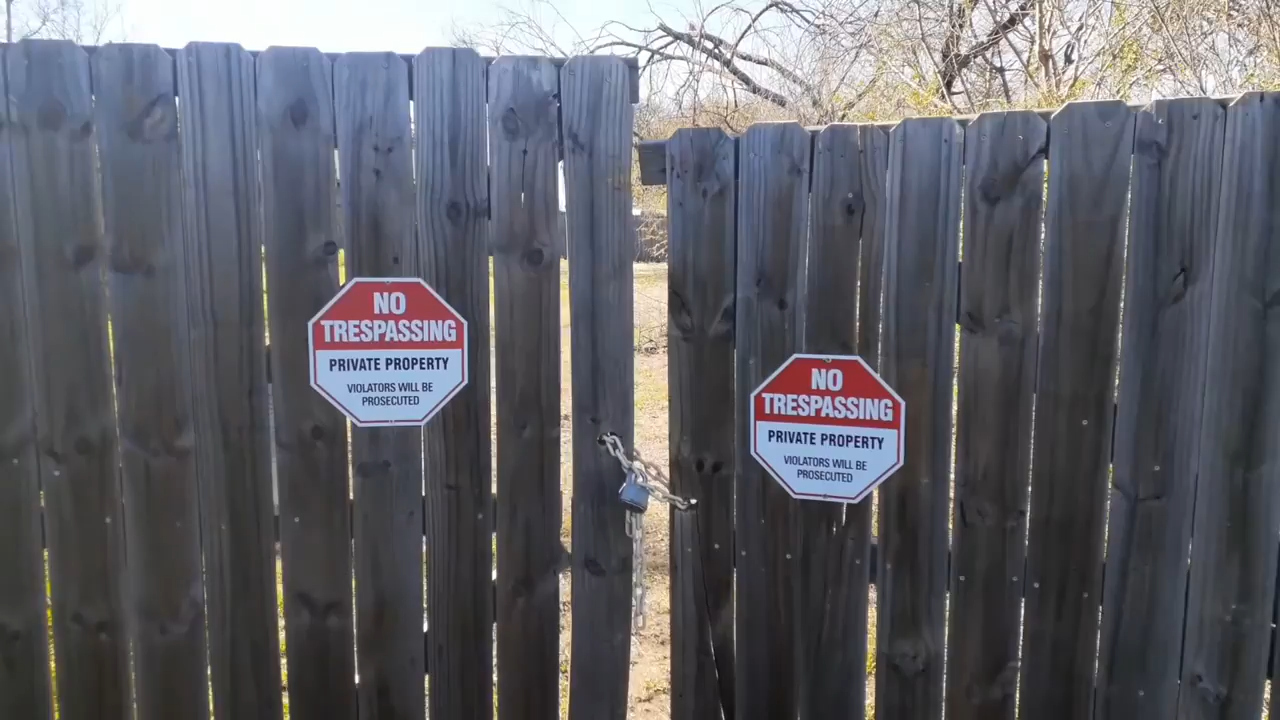 NO
TRESPASSING
PRIVATE PROPERTY
VIOLATORS WILL BE
PROSECUTED
NO
TRESPASSING
PRIVATE PROPERTY
VIOLATORS WILL BE
PROSECUTED